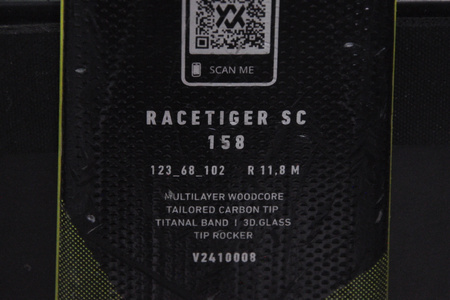 SCAN ME
RACETIGER SC
158
123_68_102 R 11,8 M
MULTILAYER WOODCORE
TAILORED CARBON TIP
TITANAL BAND I 3D.GLASS
TIP ROCKER
V2410008